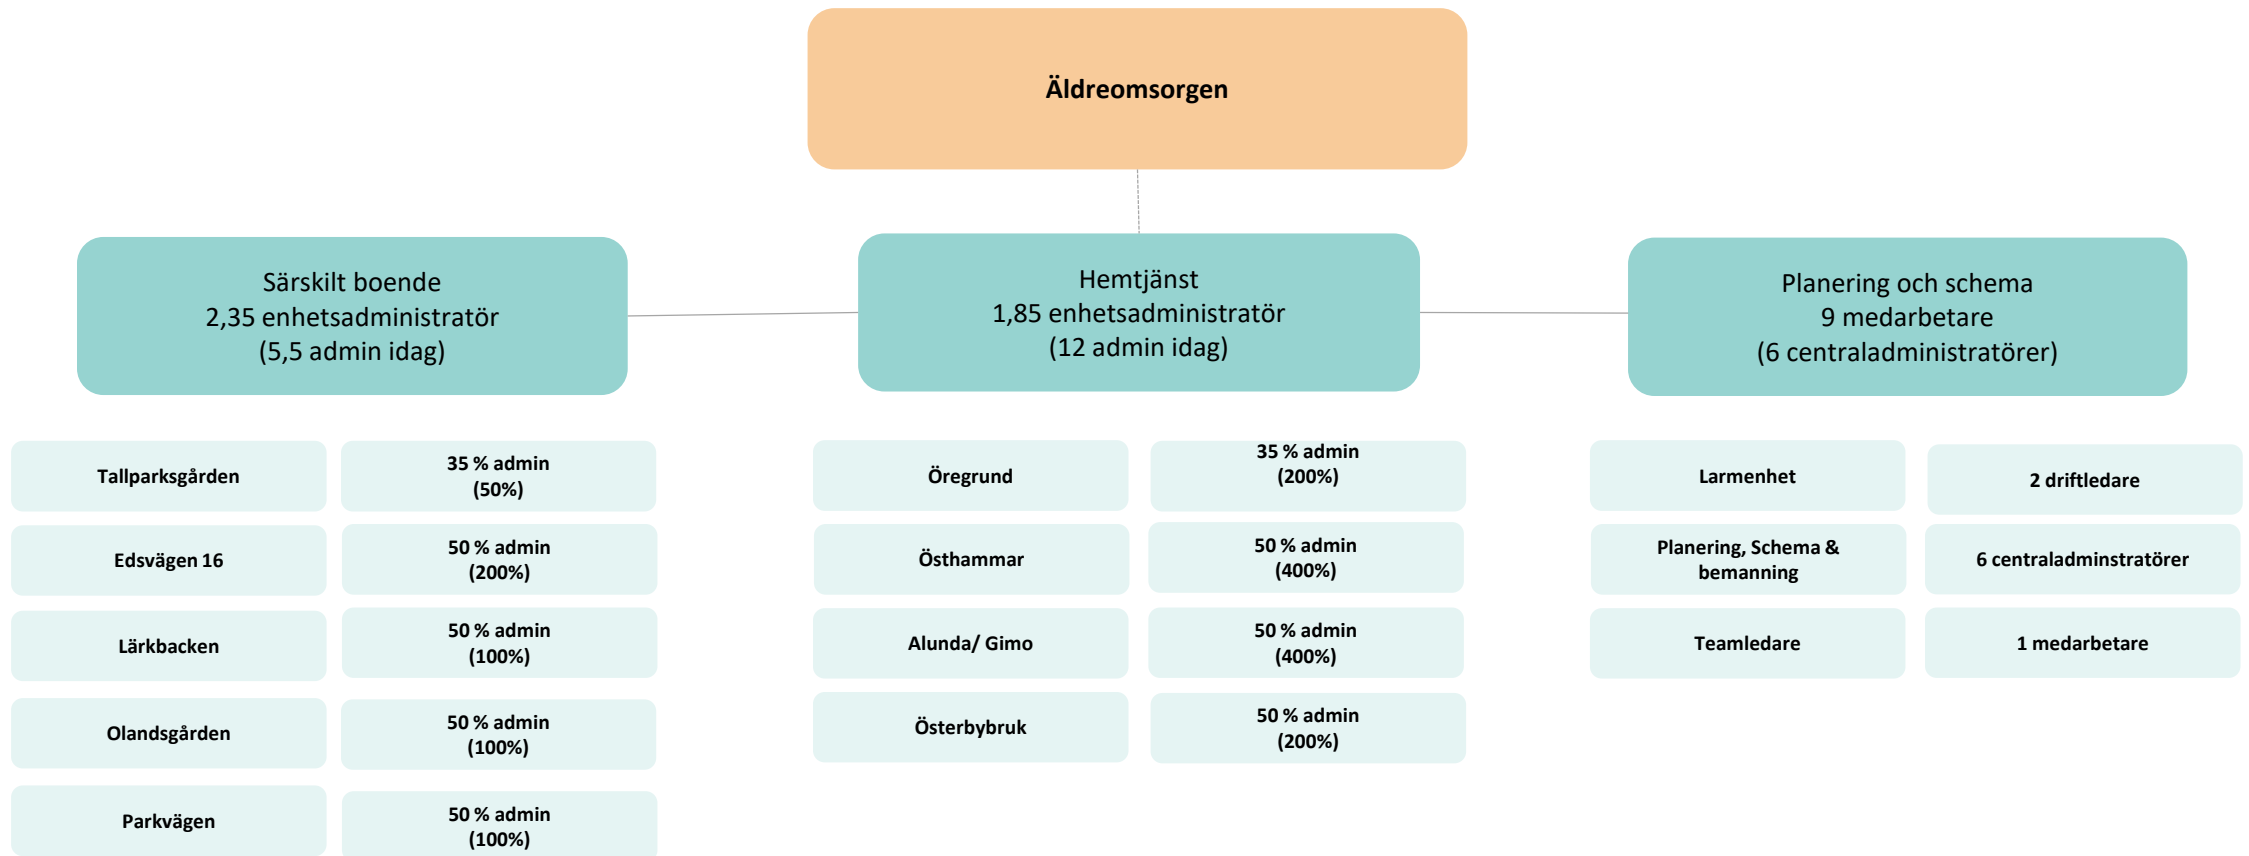 Äldreomsorgen
Särskilt boende
2,35 enhetsadministratör
(5,5 admin idag)
Hemtjänst
1,85 enhetsadministratör
(12 admin idag)
Planering och schema
9 medarbetare
(6 centraladministratörer)
Tallparksgården
35 % admin
(50%)
Edsvägen 16
50 % admin
(200%)
Lärkbacken
50 % admin
(100%)
Olandsgården
50 % admin
(100%)
Parkvägen
50 % admin
(100%)
Öregrund
35 % admin
(200%)
Östhammar
50 % admin
(400%)
Alunda/ Gimo
50 % admin
(400%)
Österbybruk
50 % admin
(200%)
Larmenhet
2 driftledare
Planering, Schema &
bemanning
6 centraladminstratörer
Teamledare
1 medarbetare